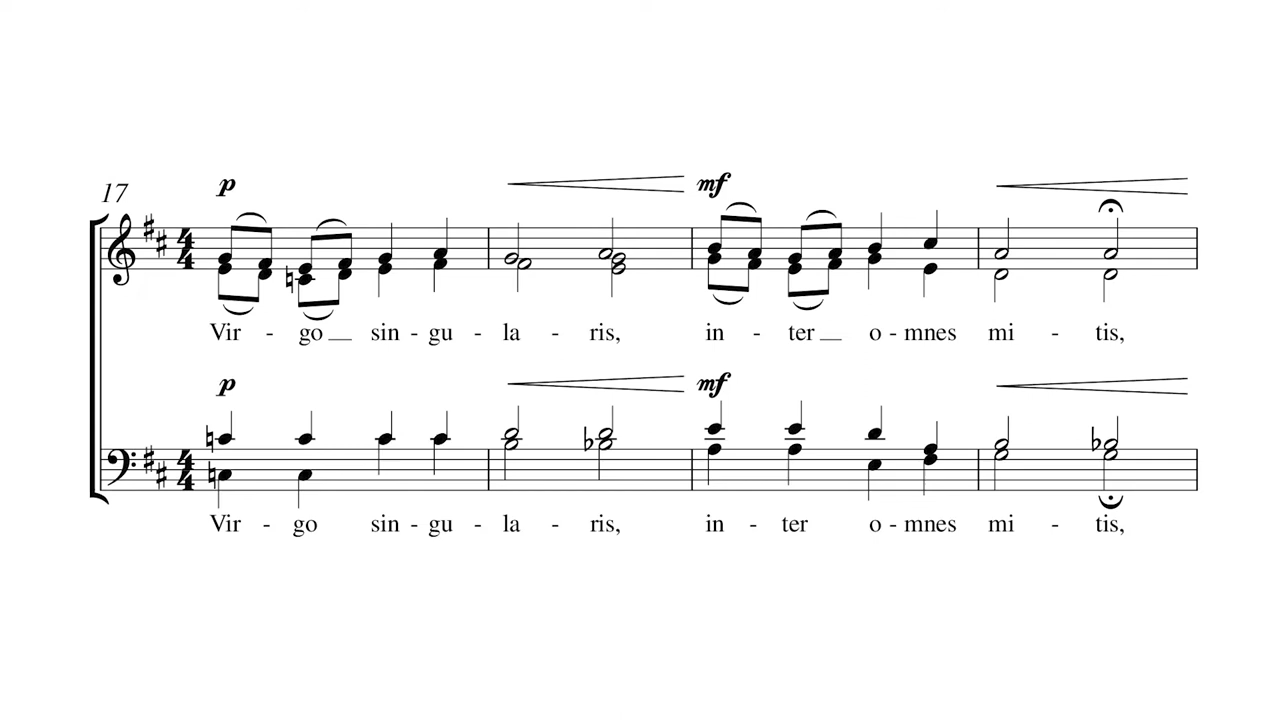 17
p
mf
Vir - go sin - gu - la - ris, in - ter o - mnes mi - tis,
p
mf
Vir - go sin - gu - la - ris, in - ter o - mnes mi - tis,